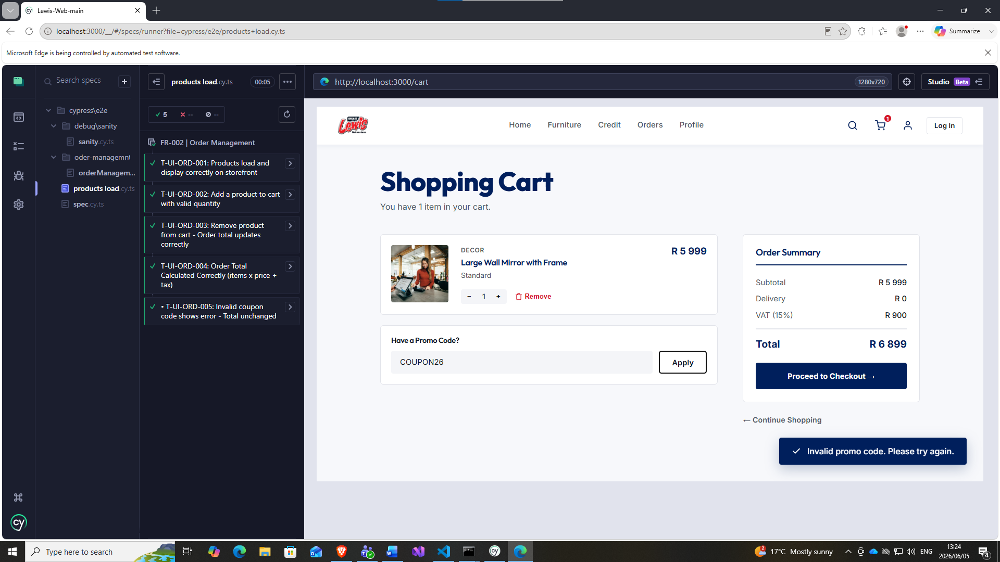 Lewis-Web-main
localhost:3000/__/#/specs/runner?file=cypress/e2e/products+load.cy.ts
Summarize
Microsoft Edge is being controlled by automated test software.
Search specs
+
cypress\e2e
debug\sanity
sanity.cy.ts
oder-managemnt
orderManagem...
products load.cy.ts
spec.cy.ts
cy
products load.cy.ts
00:05
5
--
--
FR-002 | Order Management
T-UI-ORD-001: Products load and
display correctly on storefront
T-UI-ORD-002: Add a product to cart
with valid quantity
T-UI-ORD-003: Remove product
from cart - Order total updates
correctly
T-UI-ORD-004: Order Total
Calculated Correctly (items x price +
tax)
• T-UI-ORD-005: Invalid coupon
code shows error - Total unchanged
http://localhost:3000/cart
1280x720
Studio Beta
Lewis
Home
Furniture
Credit
Orders
Profile
1
Log In
Shopping Cart
You have 1 item in your cart.
DECOR
R 5 999
Large Wall Mirror with Frame
Standard
− 1 +
Remove
Have a Promo Code?
COUPON26
Apply
Order Summary
Subtotal R 5 999
Delivery R 0
VAT (15%) R 900
Total R 6 899
Proceed to Checkout →
← Continue Shopping
Invalid promo code. Please try again.
Type here to search
2
17°C Mostly sunny
ENG
13:24
2026/06/05
4